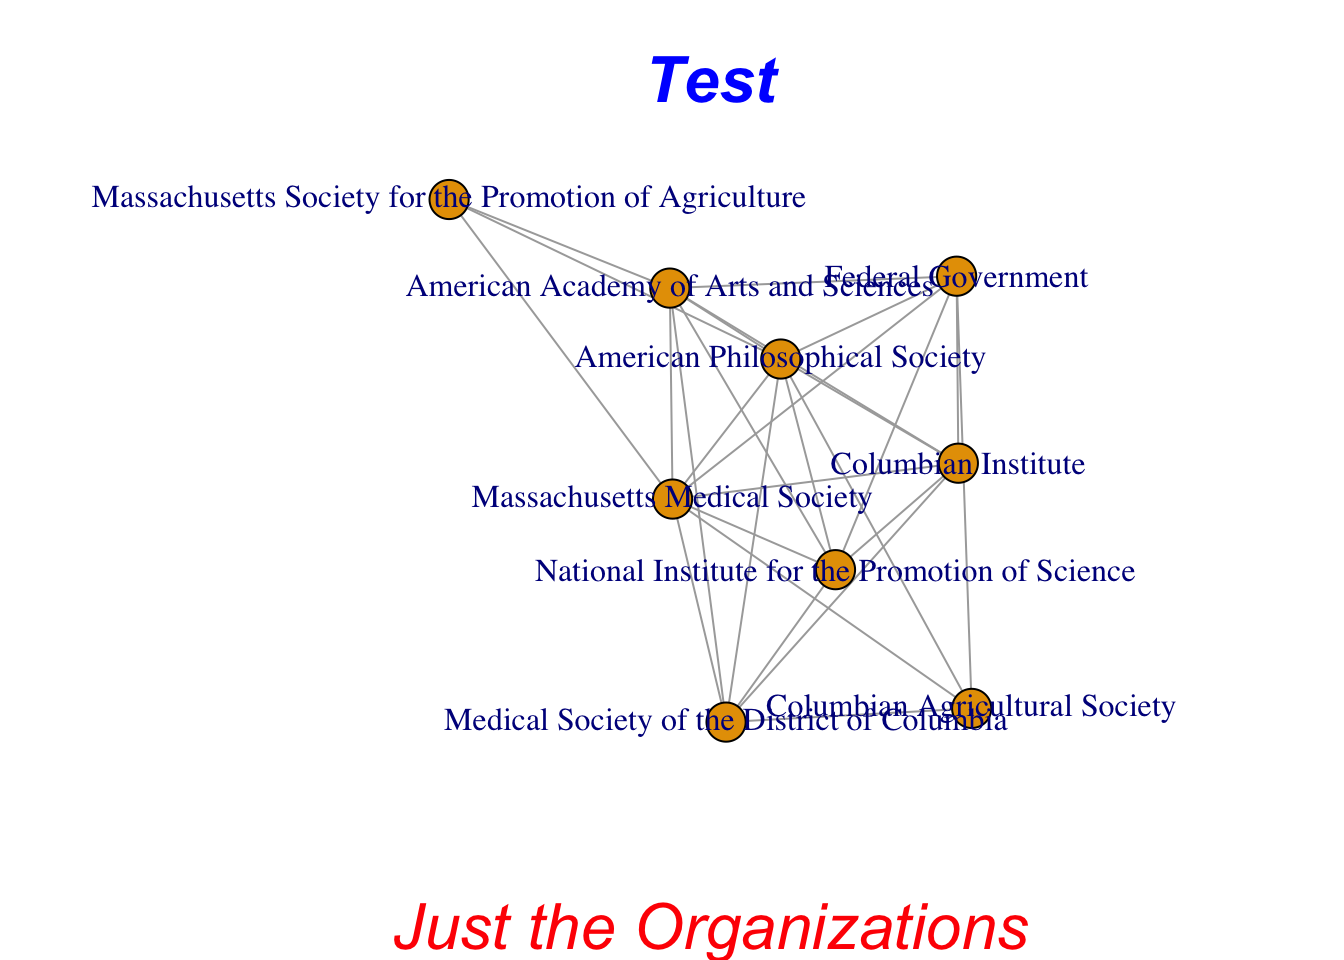 Test
Massachusetts Society for the Promotion of Agriculture
American Academy of Arts and Sciences
Federal Government
American Philosophical Society
Columbian Institute
Massachusetts Medical Society
National Institute for the Promotion of Science
Columbian Agricultural Society
Medical Society of the District of Columbia
Just the Organizations